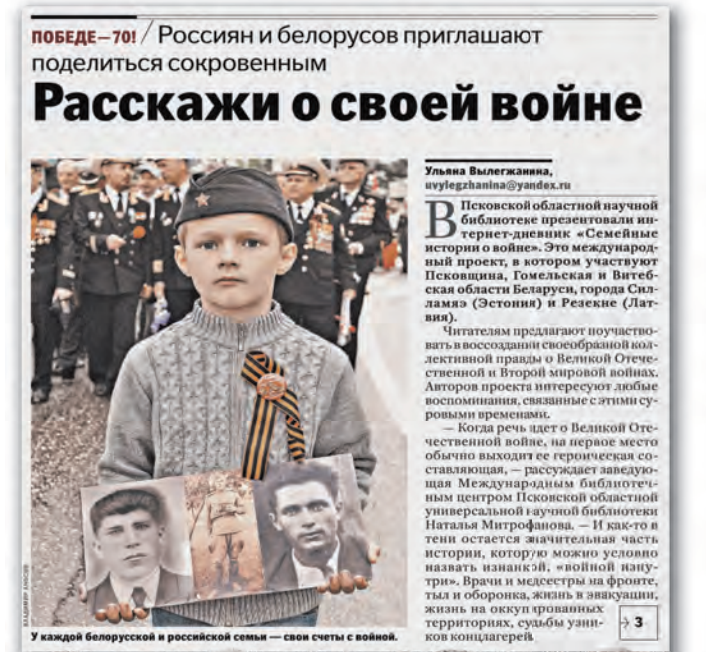 ПОБЕДЕ—70! / Россиян и белорусов приглашают
поделиться сокровенным
Расскажи о своей войне
Ульяна Вылегжанина,
uvylegzhanina@yandex.ru
В Псковской областной научной
библиотеке презентовали ин-
тернет-дневник «Семейные
истории о войне». Это международ-
ный проект, в котором участвуют
Псковщина, Гомельская и Витеб-
ская области Беларуси, города Сил-
ламяэ (Эстония) и Резекне (Лат-
вия).
Читателям предлагают поучаство-
вать в воссоздании своеобразной кол-
лективной правды о Великой Отече-
ственной и Второй мировой войнах.
Авторов проекта интересуют любые
воспоминания, связанные с этими су-
ровыми временами.
— Когда речь идет о Великой Оте-
чественной войне, на первое место
обычно выходит ее героическая со-
ставляющая, — рассуждает заведую-
щая Международным библиотеч-
ным центром Псковской областной
универсальной научной библиотеки
Наталья Митрофанова. — И как-то в
тени остается значительная часть
истории, которую можно условно
назвать изнанкой, «войной изну-
три». Врачи и медсестры на фронте,
тыл и оборонка, жизнь в эвакуации,
жизнь на оккупированных
территориях, судьбы узни-
ков концлагерей
→ 3
У каждой белорусской и российской семьи — свои счеты с войной.